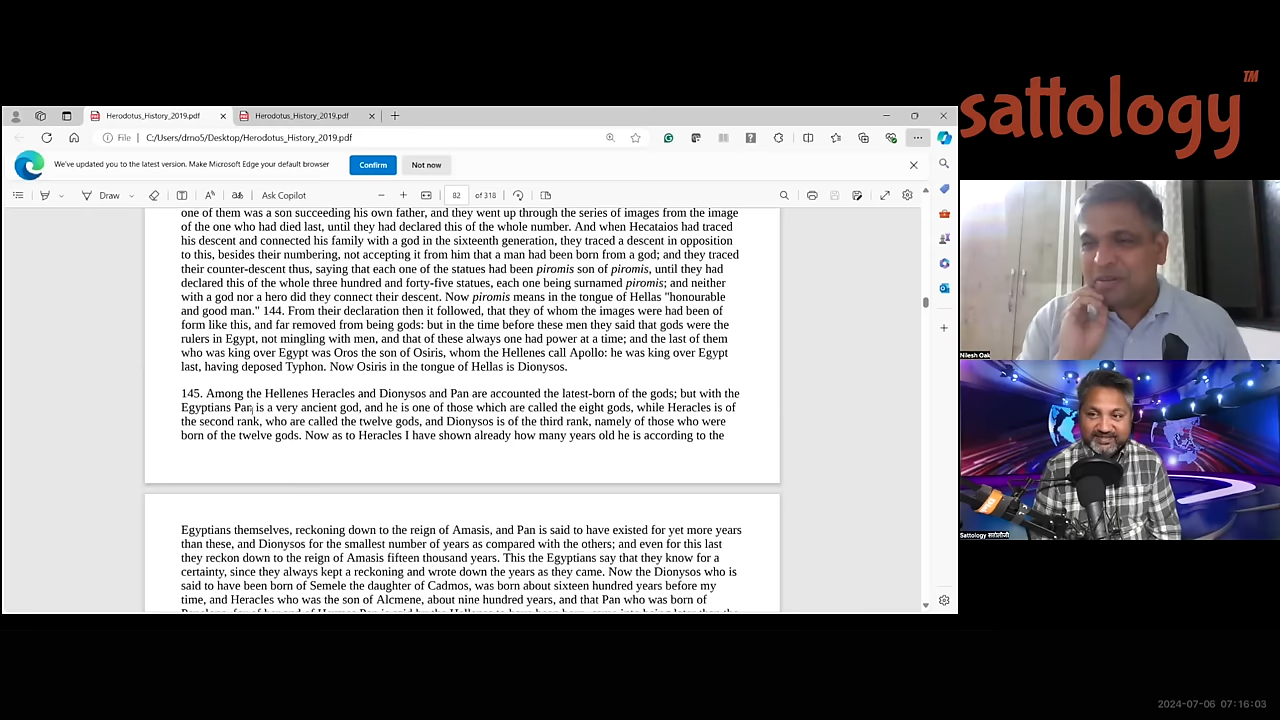 sattology™
Herodotus_History_2019.pdf
Herodotus_History_2019.pdf
File
C:/Users/drno5/Desktop/Herodotus_History_2019.pdf
We've updated you to the latest version. Make Microsoft Edge your default browser
Confirm
Not now
Draw
Ask Copilot
82
of 318
one of them was a son succeeding his own father, and they went up through the series of images from the image
of the one who had died last, until they had declared this of the whole number. And when Hecataios had traced
his descent and connected his family with a god in the sixteenth generation, they traced a descent in opposition
to this, besides their numbering, not accepting it from him that a man had been born from a god; and they traced
their counter-descent thus, saying that each one of the statues had been piromis son of piromis, until they had
declared this of the whole three hundred and forty-five statues, each one being surnamed piromis; and neither
with a god nor a hero did they connect their descent. Now piromis means in the tongue of Hellas "honourable
and good man." 144. From their declaration then it followed, that they of whom the images were had been of
form like this, and far removed from being gods: but in the time before these men they said that gods were the
rulers in Egypt, not mingling with men, and that of these always one had power at a time; and the last of them
who was king over Egypt was Oros the son of Osiris, whom the Hellenes call Apollo: he was king over Egypt
last, having deposed Typhon. Now Osiris in the tongue of Hellas is Dionysos.
145. Among the Hellenes Heracles and Dionysos and Pan are accounted the latest-born of the gods; but with the
Egyptians Pan is a very ancient god, and he is one of those which are called the eight gods, while Heracles is of
the second rank, who are called the twelve gods, and Dionysos is of the third rank, namely of those who were
born of the twelve gods. Now as to Heracles I have shown already how many years old he is according to the
Egyptians themselves, reckoning down to the reign of Amasis, and Pan is said to have existed for yet more years
than these, and Dionysos for the smallest number of years as compared with the others; and even for this last
they reckon down to the reign of Amasis fifteen thousand years. This the Egyptians say that they know for a
certainty, since they always kept a reckoning and wrote down the years as they came. Now the Dionysos who is
said to have been born of Semele the daughter of Cadmos, was born about sixteen hundred years before my
time, and Heracles who was the son of Alcmene, about nine hundred years, and that Pan who was born of
Nilesh Oak
Sattology सत्तोलॉजी
2024-07-06 07:16:03